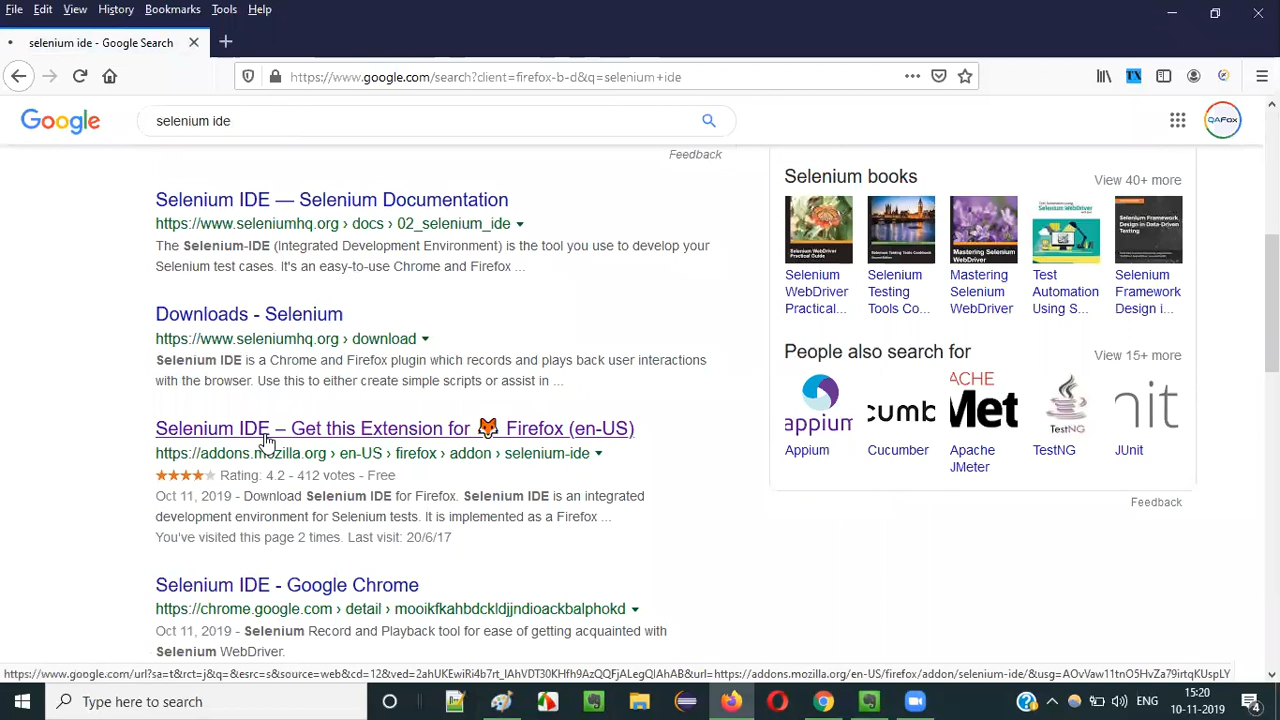 File Edit View History Bookmarks Tools Help
selenium ide - Google Search
https://www.google.com/search?client=firefox-b-d&q=selenium+ide
Google
selenium ide
QAFox
Feedback
Selenium IDE — Selenium Documentation
https://www.seleniumhq.org › docs › 02_selenium_ide
The Selenium-IDE (Integrated Development Environment) is the tool you use to develop your
Selenium test cases. It's an easy-to-use Chrome and Firefox ...
Downloads - Selenium
https://www.seleniumhq.org › download
Selenium IDE is a Chrome and Firefox plugin which records and plays back user interactions
with the browser. Use this to either create simple scripts or assist in ...
Selenium IDE – Get this Extension for 🦊 Firefox (en-US)
https://addons.mozilla.org › en-US › firefox › addon › selenium-ide
Rating: 4.2 - 412 votes - Free
Oct 11, 2019 - Download Selenium IDE for Firefox. Selenium IDE is an integrated
development environment for Selenium tests. It is implemented as a Firefox ...
You've visited this page 2 times. Last visit: 20/6/17
Selenium IDE - Google Chrome
https://chrome.google.com › detail › mooikfkahbdckldjjndioackbalphokd
Oct 11, 2019 - Selenium Record and Playback tool for ease of getting acquainted with
Selenium WebDriver.
Selenium books
View 40+ more
Selenium WebDriver Practical...
Selenium Testing Tools Co...
Mastering Selenium WebDriver
Test Automation Using S...
Selenium Framework Design i...
People also search for
View 15+ more
appium
cucumb
ACHE
Met
TestNG
nit
Appium
Cucumber
Apache JMeter
TestNG
JUnit
Feedback
Type here to search
ENG
15:20
10-11-2019
4